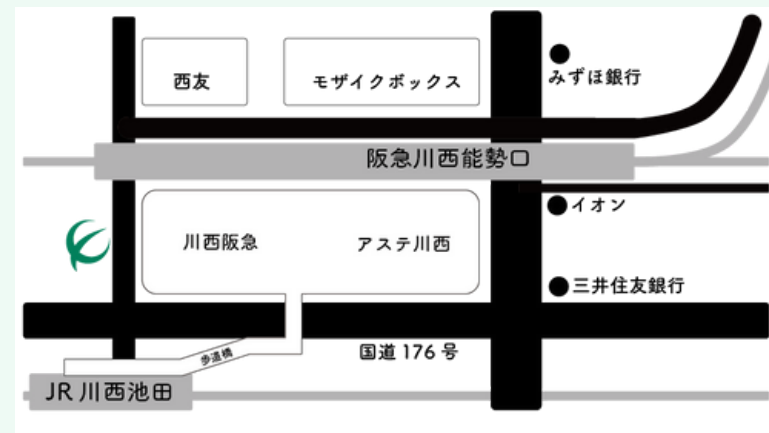 西友
モザイクボックス
みずほ銀行
阪急川西能勢口
イオン
川西阪急
アステ川西
三井住友銀行
国道 176 号
歩道橋
JR 川西池田